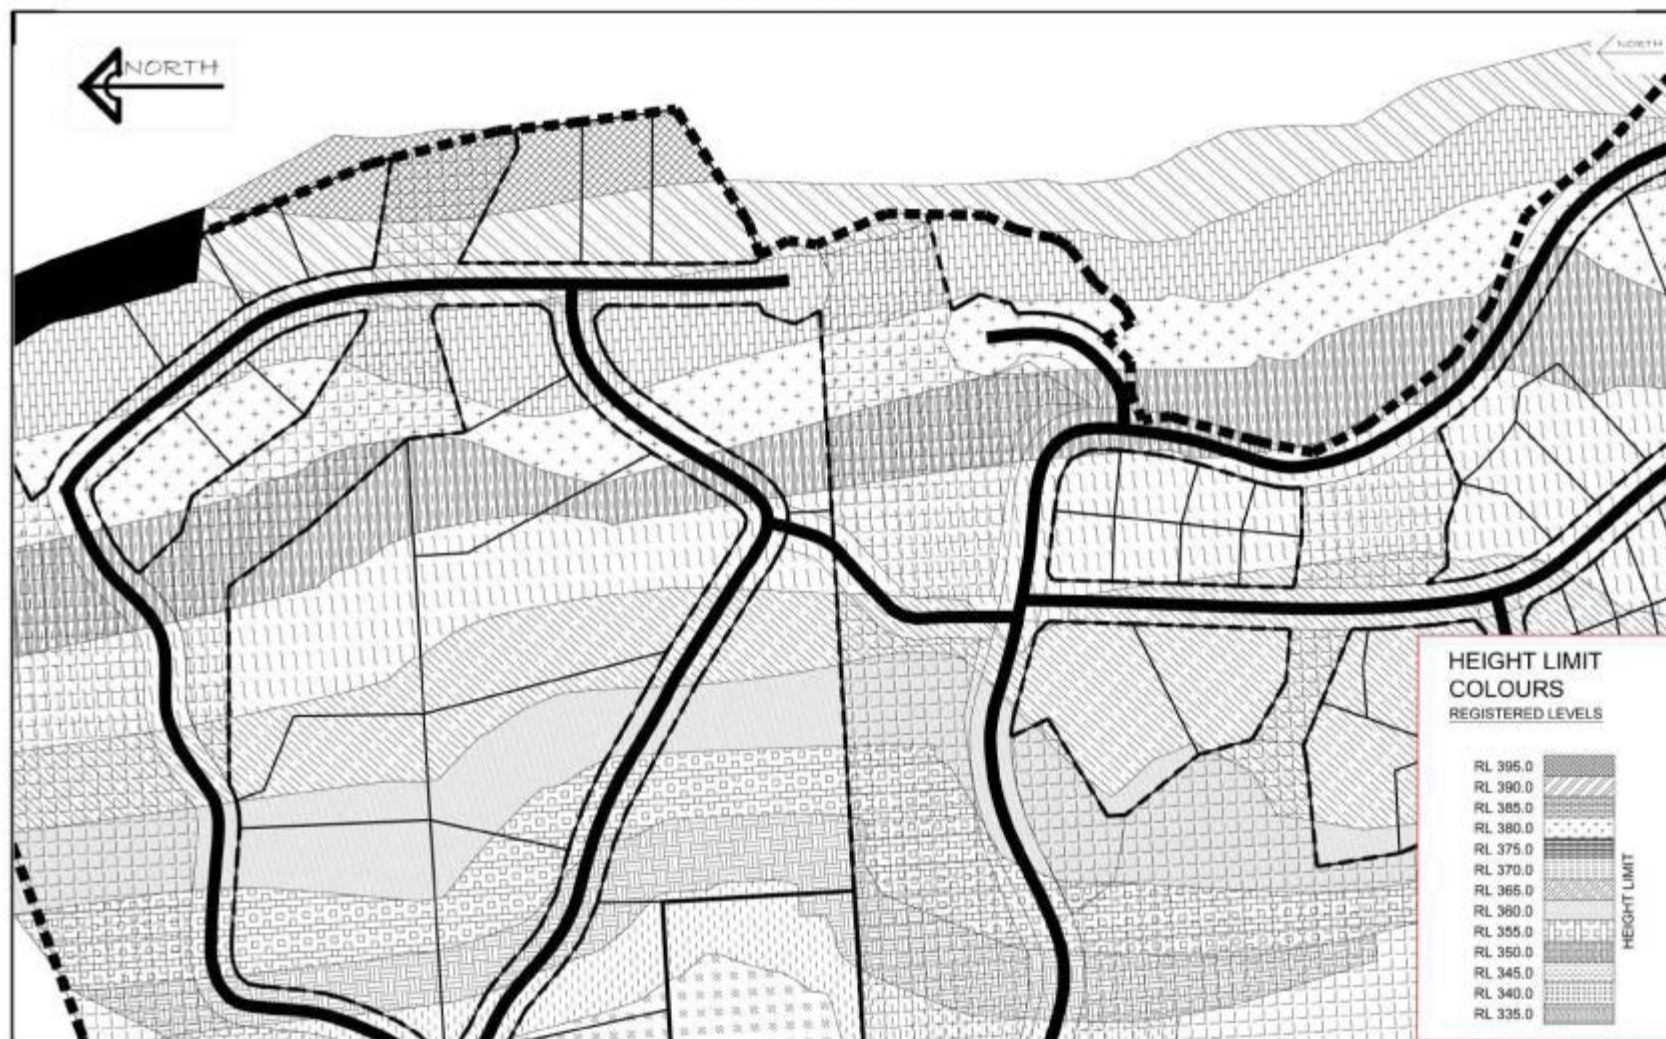 NORTH
NORTH
HEIGHT LIMIT
COLOURS
REGISTERED LEVELS
RL 395.0
RL 390.0
RL 385.0
RL 380.0
RL 375.0
RL 370.0
RL 365.0
RL 360.0
RL 355.0
RL 350.0
RL 345.0
RL 340.0
RL 335.0
HEIGHT LIMIT